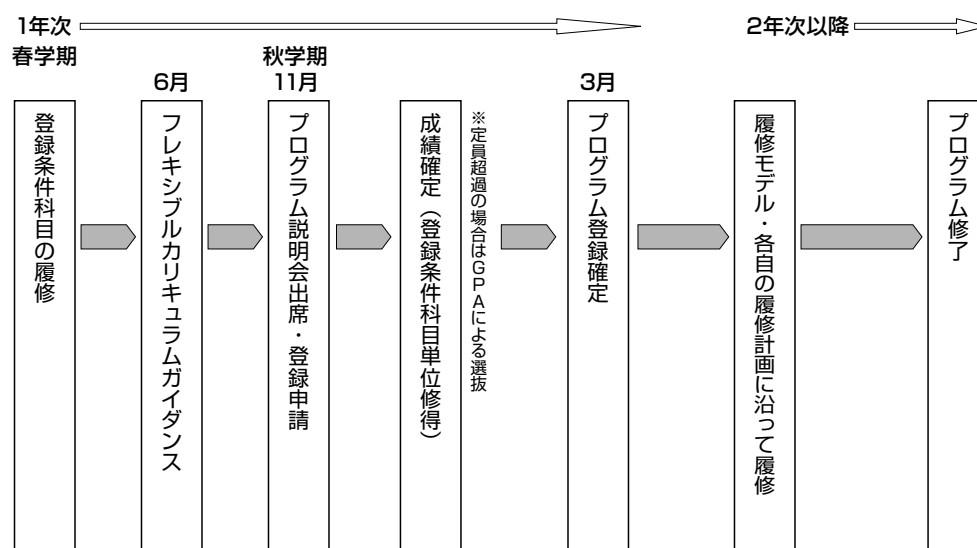 1年次
2年次以降
春学期
秋学期
6月
11月
3月
登録条件科目の履修
フレキシブルカリキュラムガイダンス
プログラム説明会出席・登録申請
成績確定（登録条件科目単位修得）
※定員超過の場合はGPAによる選抜
プログラム登録確定
履修モデル・各自の履修計画に沿って履修
プログラム修了